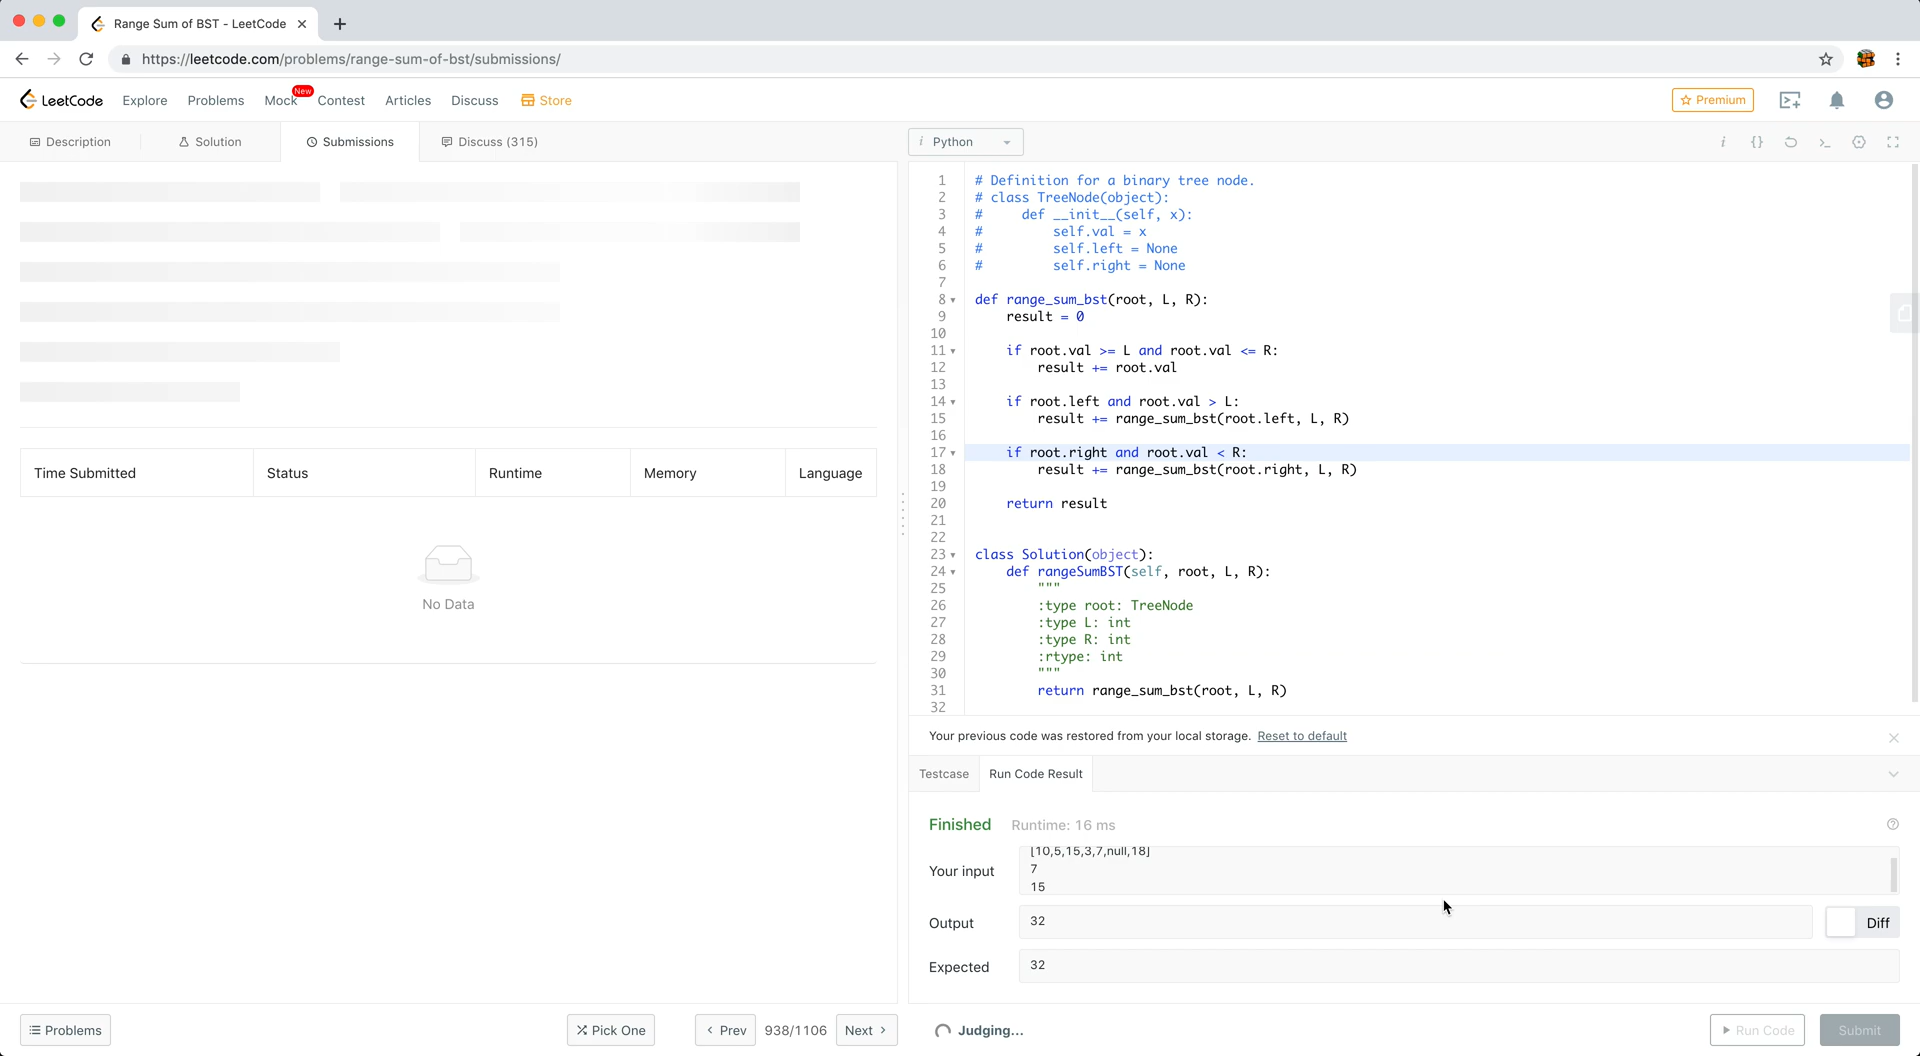 Range Sum of BST - LeetCode
https://leetcode.com/problems/range-sum-of-bst/submissions/
LeetCode Explore Problems Mock New Contest Articles Discuss Store
Premium
Description Solution Submissions Discuss (315)
i Python
i {}
1 # Definition for a binary tree node.
2 # class TreeNode(object):
3 #     def __init__(self, x):
4 #         self.val = x
5 #         self.left = None
6 #         self.right = None
7
8 def range_sum_bst(root, L, R):
9     result = 0
10
11     if root.val >= L and root.val <= R:
12         result += root.val
13
14     if root.left and root.val > L:
15         result += range_sum_bst(root.left, L, R)
16
17     if root.right and root.val < R:
18         result += range_sum_bst(root.right, L, R)
19
20     return result
21
22
23 class Solution(object):
24     def rangeSumBST(self, root, L, R):
25         """
26         :type root: TreeNode
27         :type L: int
28         :type R: int
29         :rtype: int
30         """
31         return range_sum_bst(root, L, R)
32
Time Submitted Status Runtime Memory Language
No Data
Your previous code was restored from your local storage. Reset to default
Testcase Run Code Result
Finished Runtime: 16 ms
Your input
[10,5,15,3,7,null,18]
7
15
Output 32 Diff
Expected 32
Problems Pick One Prev 938/1106 Next
Judging... Run Code Submit